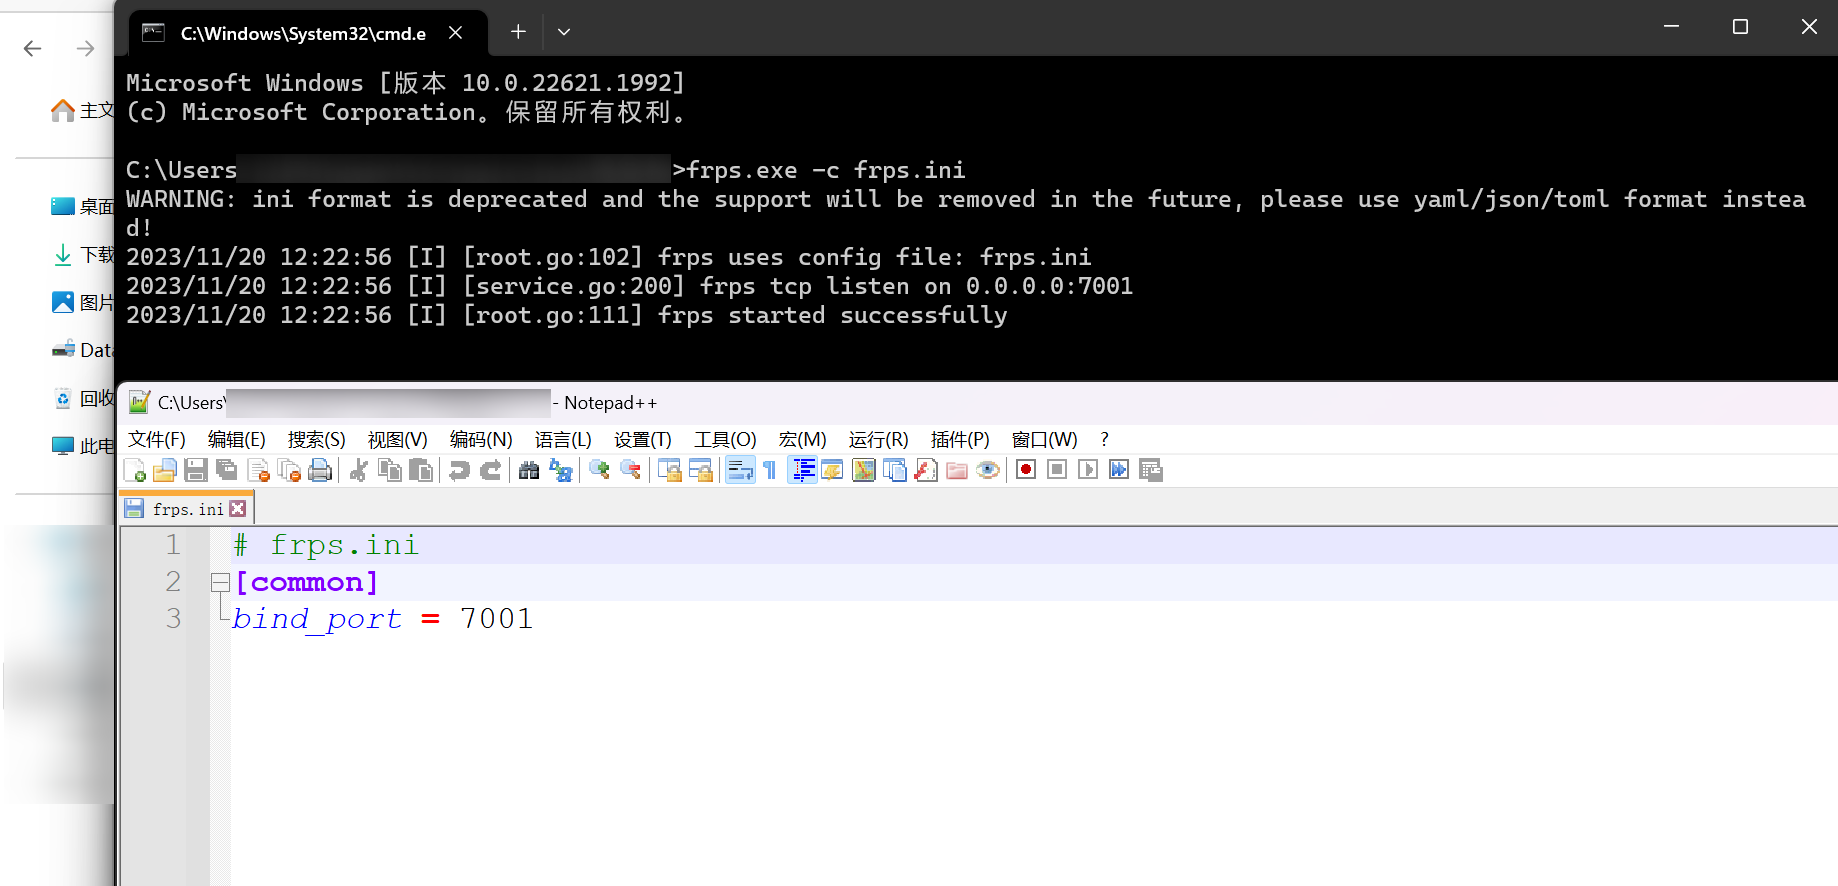 C:\Windows\System32\cmd.e
Microsoft Windows [版本 10.0.22621.1992]
(c) Microsoft Corporation。保留所有权利。
C:\Users
>frps.exe -c frps.ini
WARNING: ini format is deprecated and the support will be removed in the future, please use yaml/json/toml format instea
d!
2023/11/20 12:22:56 [I] [root.go:102] frps uses config file: frps.ini
2023/11/20 12:22:56 [I] [service.go:200] frps tcp listen on 0.0.0.0:7001
2023/11/20 12:22:56 [I] [root.go:111] frps started successfully
主文
桌面
下载
图片
Data
回收
此电
C:\Users\
- Notepad++
文件(F) 编辑(E) 搜索(S) 视图(V) 编码(N) 语言(L) 设置(T) 工具(O) 宏(M) 运行(R) 插件(P) 窗口(W) ?
frps.ini
1 # frps.ini
2 [common]
3 bind_port = 7001